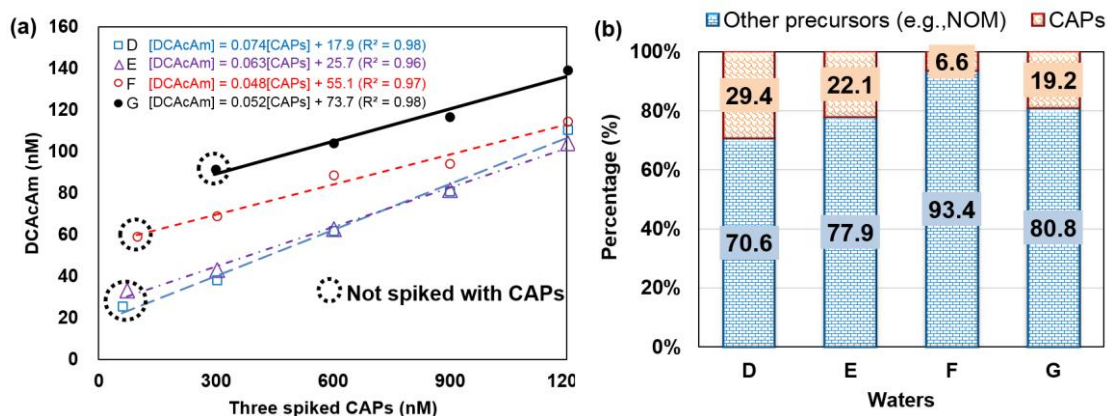 (a)
160
140
120
100
80
60
40
20
0
DCAcAm (nM)
D [DCAcAm] = 0.074[CAPs] + 17.9 (R² = 0.98)
E [DCAcAm] = 0.063[CAPs] + 25.7 (R² = 0.96)
F [DCAcAm] = 0.048[CAPs] + 55.1 (R² = 0.97)
G [DCAcAm] = 0.052[CAPs] + 73.7 (R² = 0.98)
Not spiked with CAPs
0 300 600 900 120
Three spiked CAPs (nM)
(b)
Other precursors (e.g.,NOM) CAPs
100%
80%
60%
40%
20%
0%
Percentage (%)
29.4 22.1 6.6 19.2
70.6 77.9 93.4 80.8
D E F G
Waters